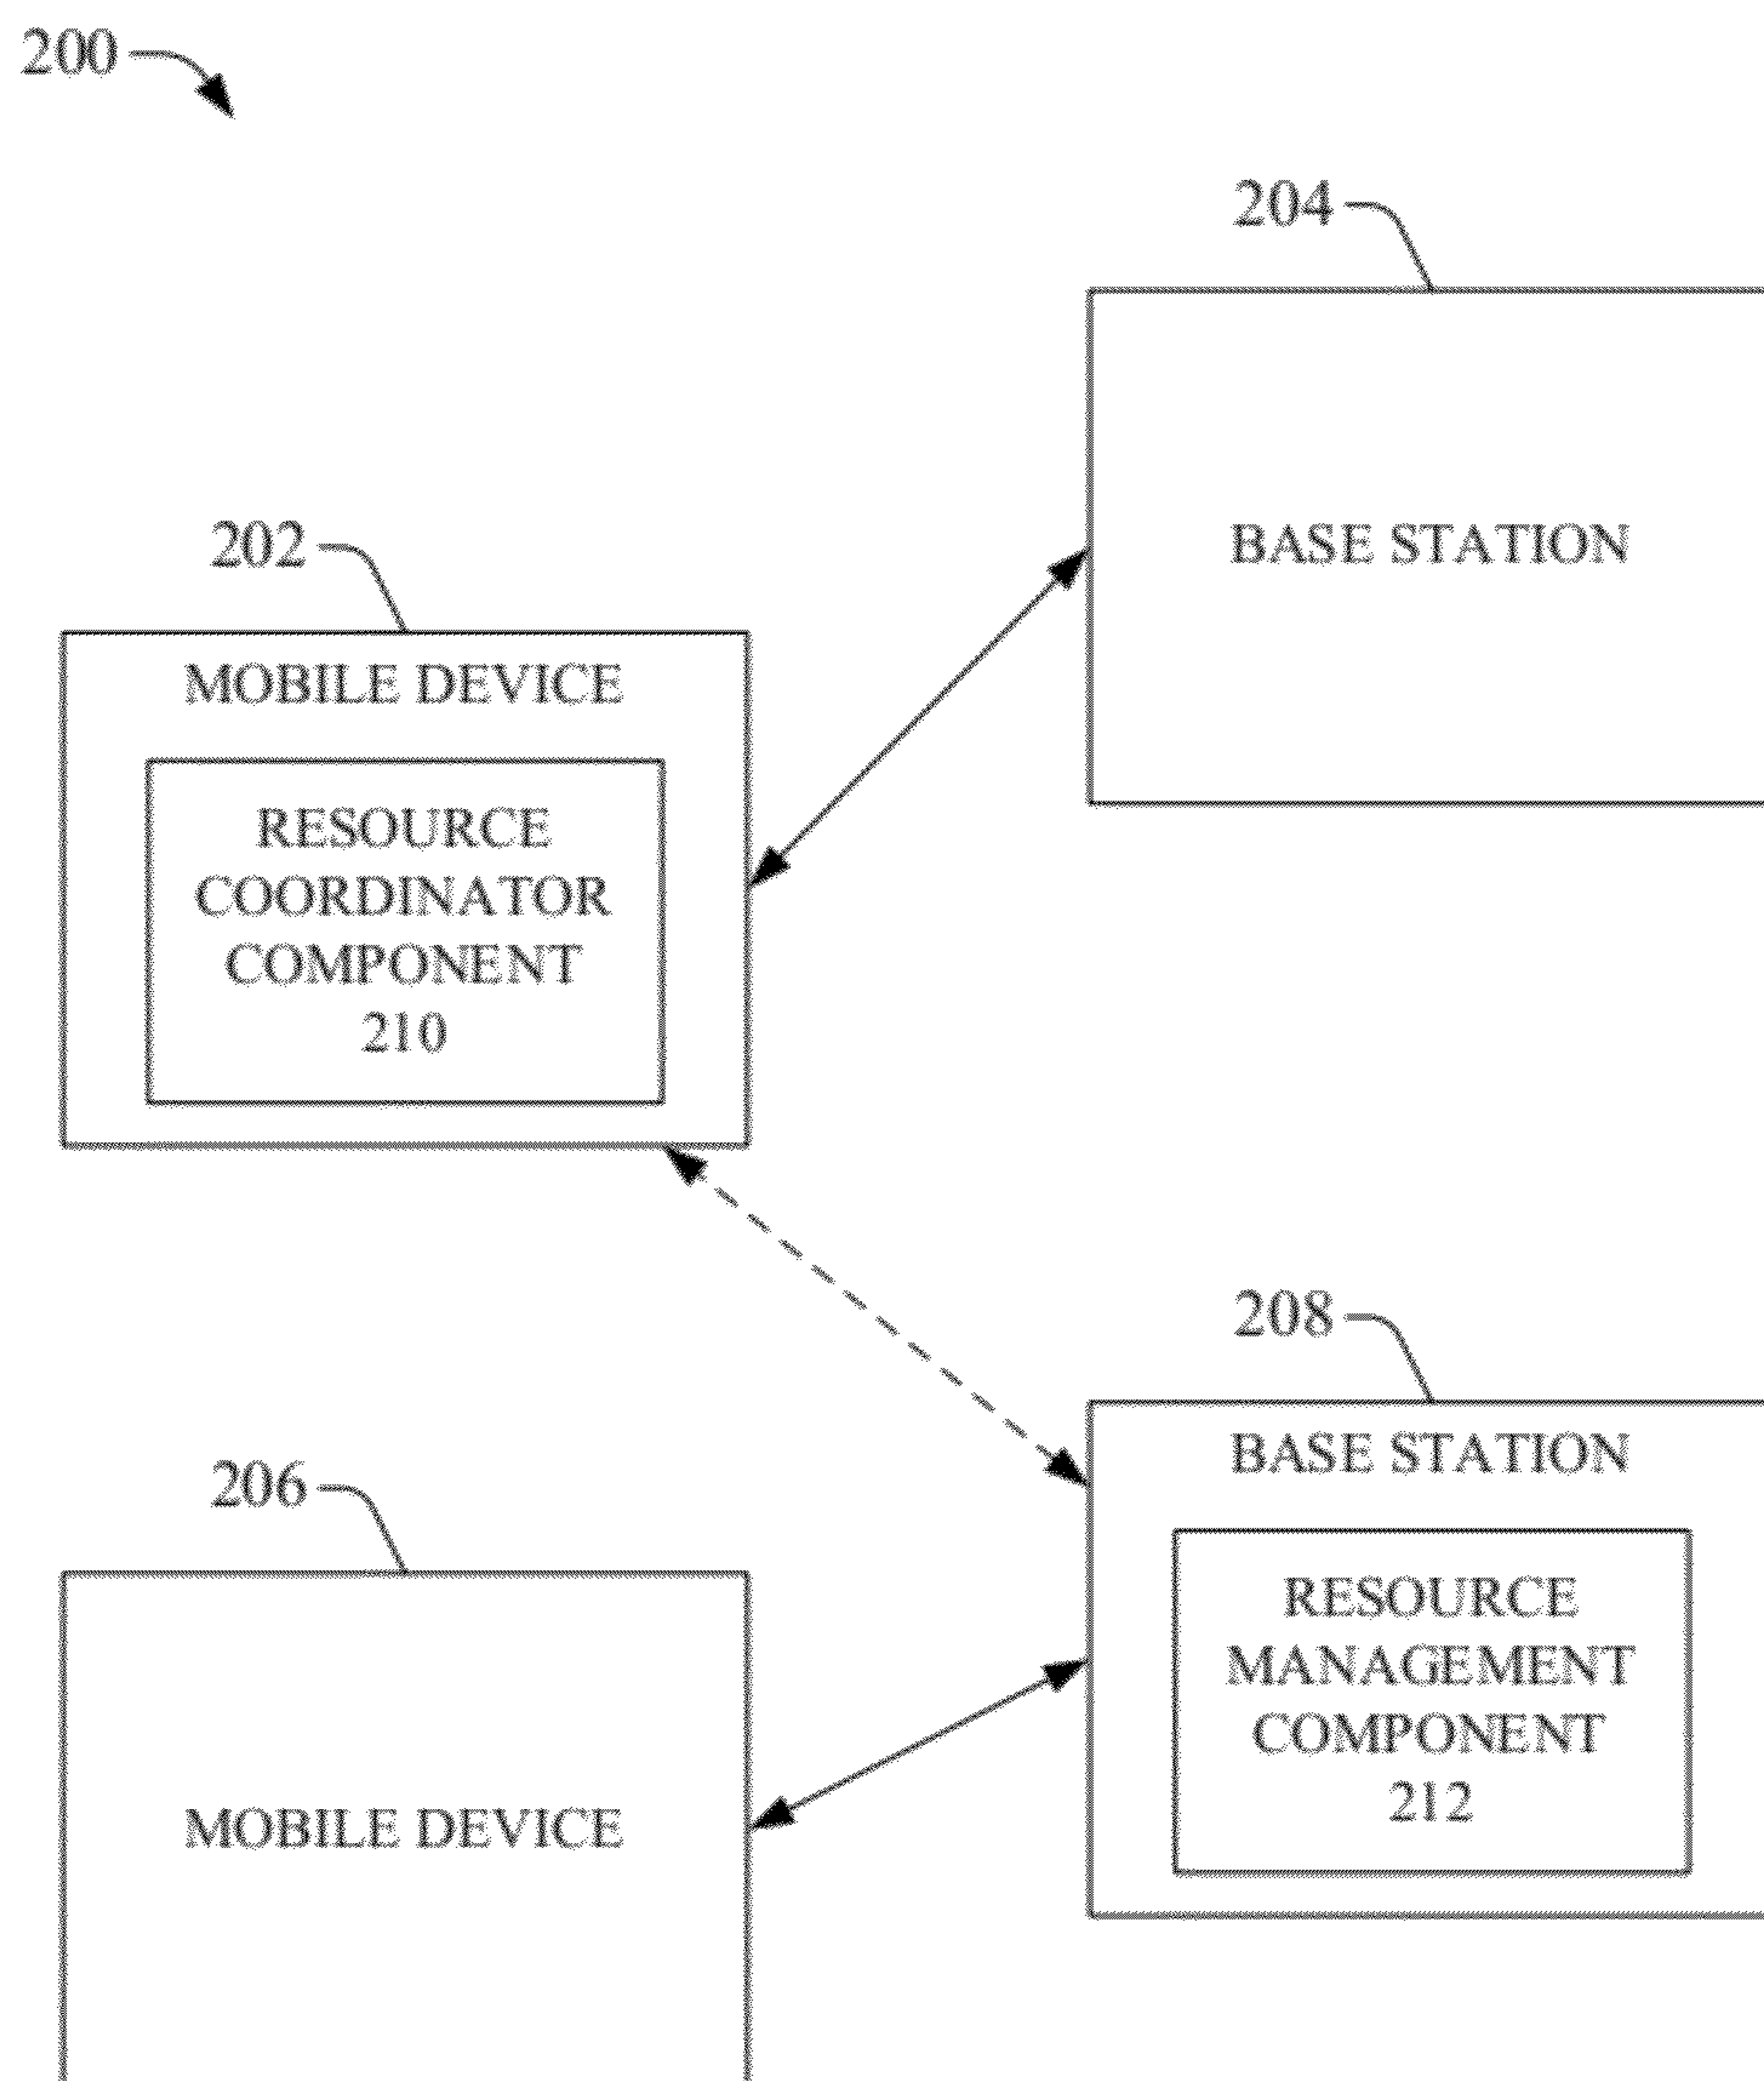 200
204
BASE STATION
202
MOBILE DEVICE
RESOURCE
COORDINATOR
COMPONENT
210
208
BASE STATION
RESOURCE
MANAGEMENT
COMPONENT
212
206
MOBILE DEVICE